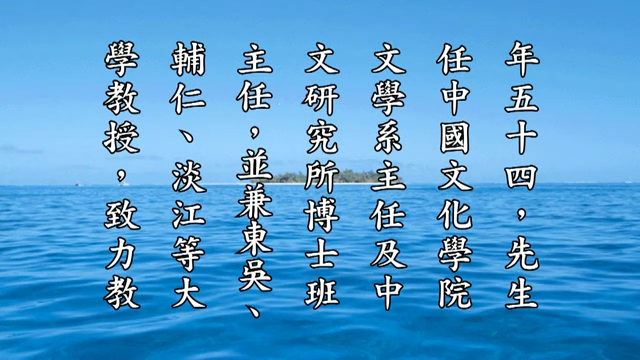 年五十四，先生
任中國文化學院
文學系主任及中
文研究所博士班
主任，並兼東吳、
輔仁、淡江等大
學教授，致力教